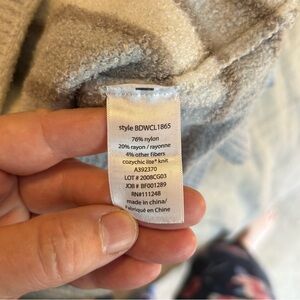 style BDWCL1865
76% nylon
20% rayon / rayonne
4% other fibers
cozychic lite® knit
A392370
LOT # 2008CG03
JOB # BF001289
RN#111248
made in china/
Fabriqué en Chine